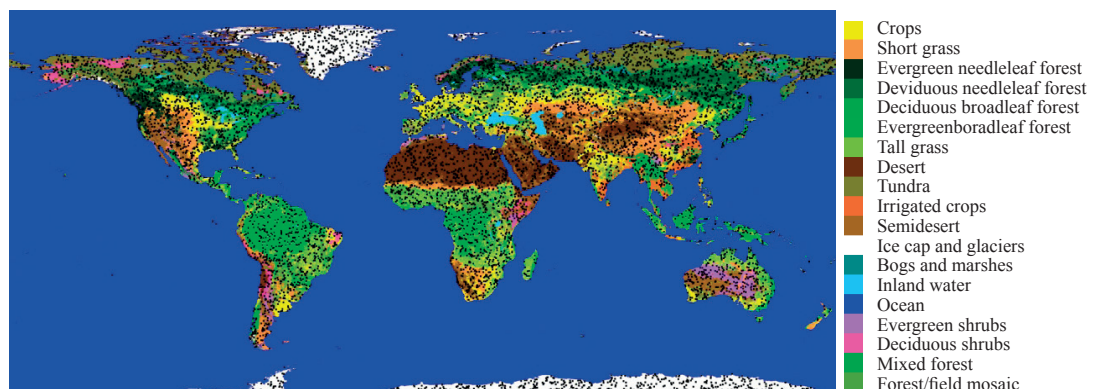 Crops
Short grass
Evergreen needleleaf forest
Deviduous needleleaf forest
Deciduous broadleaf forest
Evergreenboradleaf forest
Tall grass
Desert
Tundra
Irrigated crops
Semidesert
Ice cap and glaciers
Bogs and marshes
Inland water
Ocean
Evergreen shrubs
Deciduous shrubs
Mixed forest
Forest/field mosaic